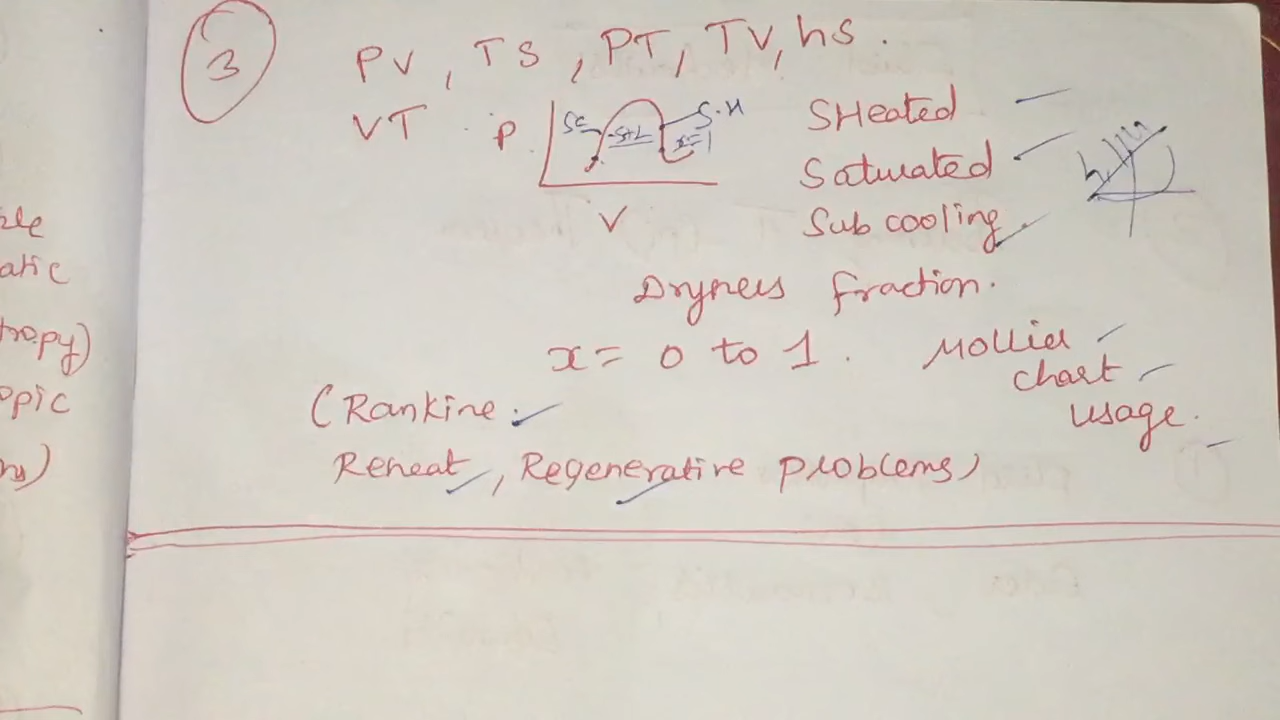 3
PV, TS, PT, TV, hs.
VT
P
SC
S+L
S.H
x=1
V
SHeated
Saturated
Sub cooling
Dryness fraction.
x = 0 to 1.
Mollier
chart
usage.
(Rankine
Reheat, Regenerative problems)
ble
atic
tropy)
opic